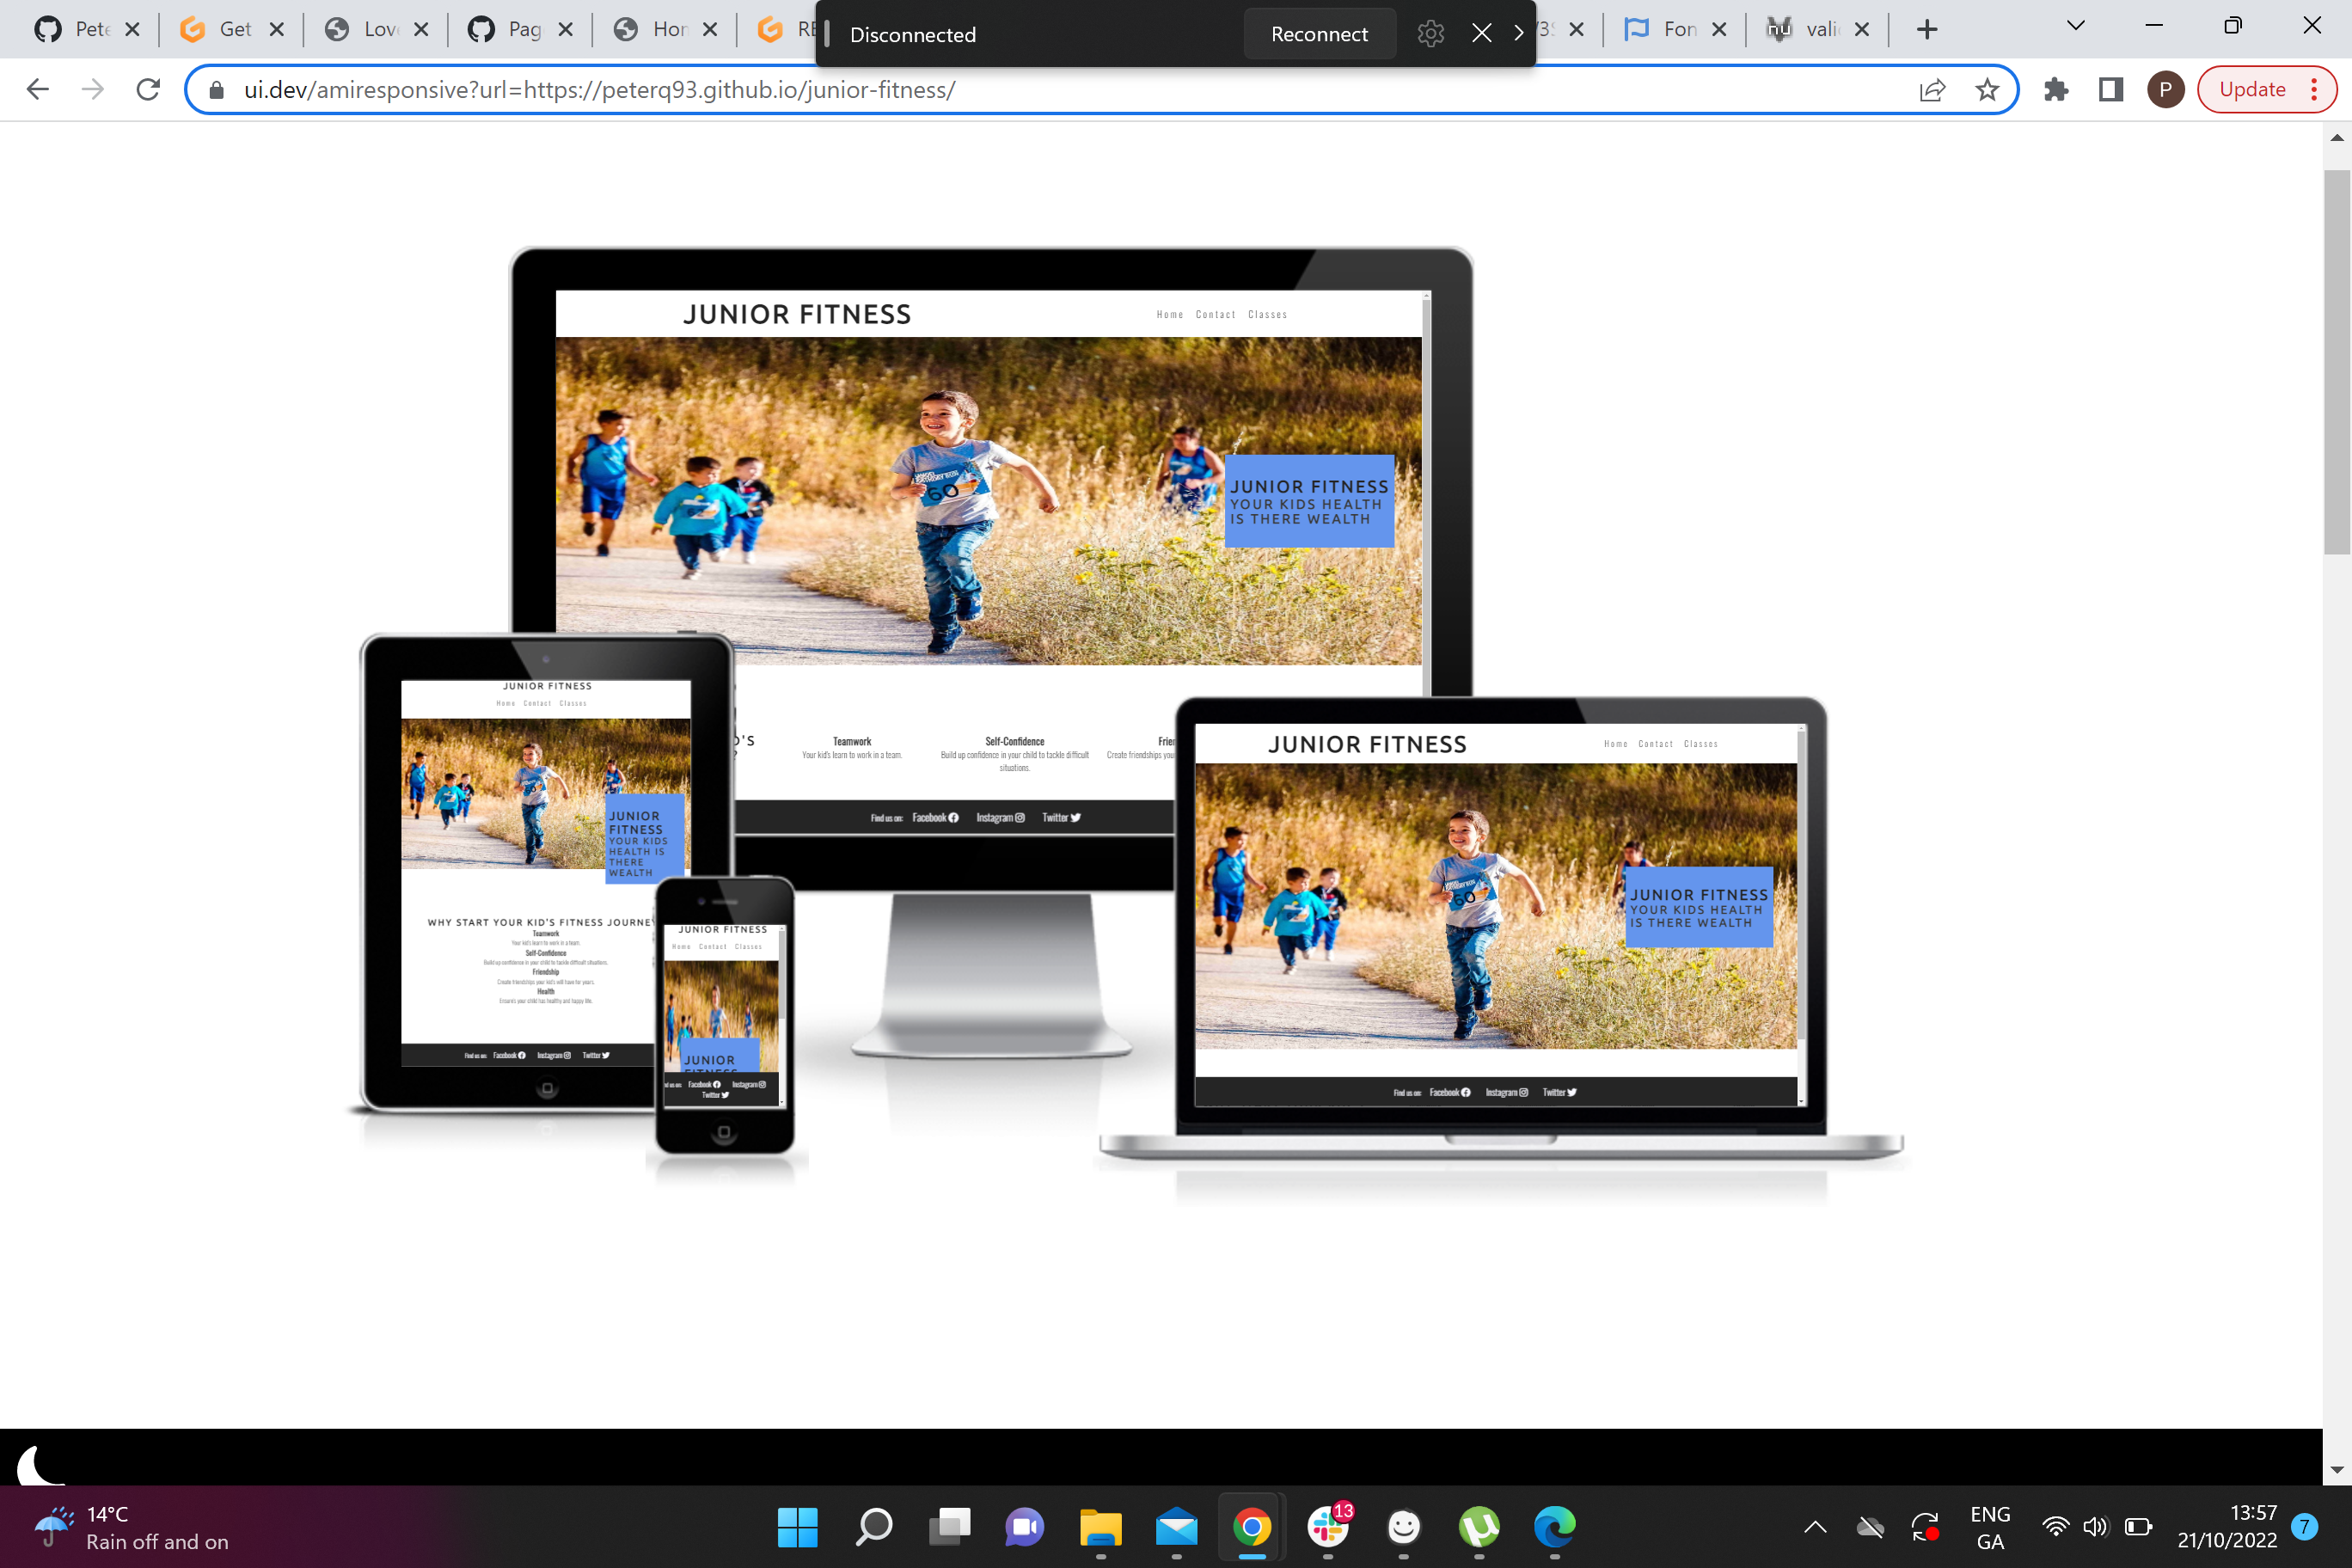 Pete
Get
Love
Pag
Hor
RE
Disconnected
Reconnect
/3S
Fon
vali
ui.dev/amiresponsive?url=https://peterq93.github.io/junior-fitness/
P
Update
JUNIOR FITNESS
Home Contact Classes
60
JUNIOR FITNESS
YOUR KIDS HEALTH
IS THERE WEALTH
D'S
?
Teamwork
Your kid's learn to work in a team.
Self-Confidence
Build up confidence in your child to tackle difficult
situations.
Frien
Create friendships you
Find us on: Facebook Instagram Twitter
JUNIOR FITNESS
Home Contact Classes
JUNIOR
FITNESS
YOUR KIDS
HEALTH IS
THERE
WEALTH
WHY START YOUR KID'S FITNESS JOURNEY
Teamwork
Your kid's learn to work in a team.
Self-Confidence
Build up confidence in your child to tackle difficult situations.
Friendship
Create friendships your kid's will have for years.
Health
Ensure's your child has healthy and happy life.
Find us on: Facebook Instagram Twitter
JUNIOR FITNESS
Home Contact Classes
JUNIOR
FITNESS
d us on: Facebook Instagram
Twitter
JUNIOR FITNESS
Home Contact Classes
60
JUNIOR FITNESS
YOUR KIDS HEALTH
IS THERE WEALTH
Find us on: Facebook Instagram Twitter
14°C
Rain off and on
13
ENG
GA
13:57
21/10/2022
7